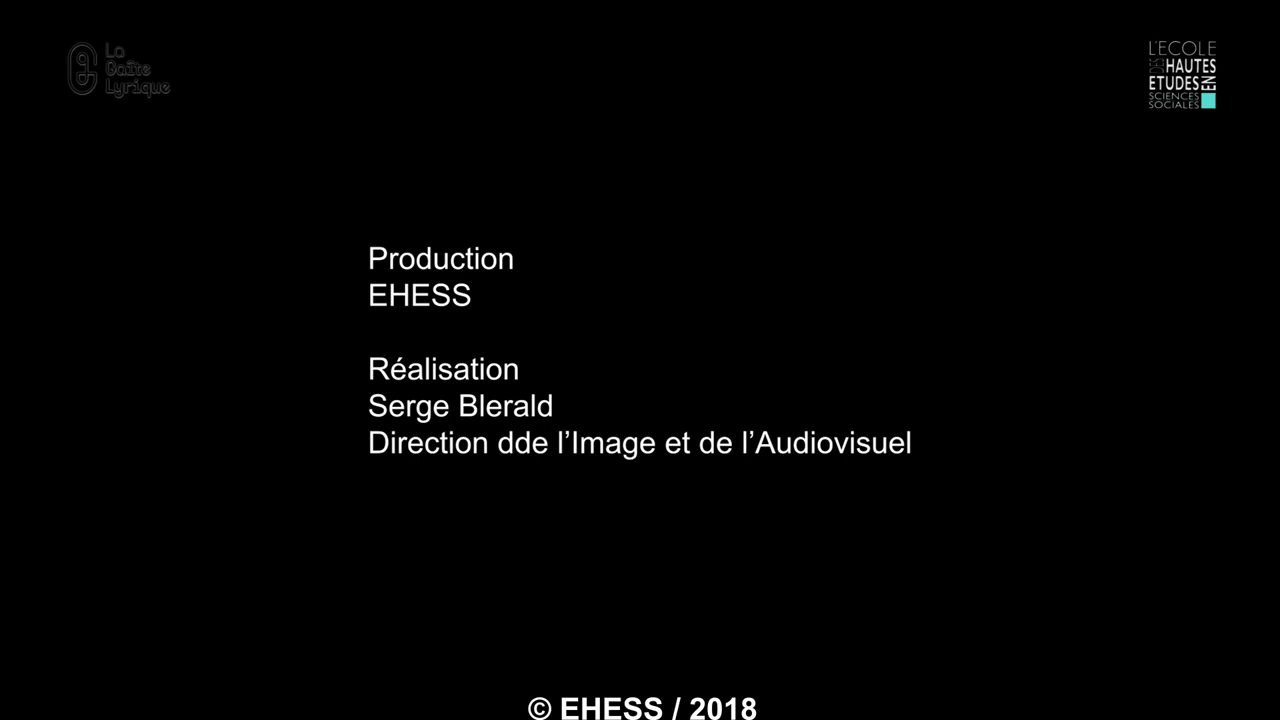 La
Gaîte
Lyrique
L'ECOLE
DES HAUTES
ETUDES EN
SCIENCES
SOCIALES
Production
EHESS
Réalisation
Serge Blerald
Direction dde l’Image et de l’Audiovisuel
© EHESS / 2018